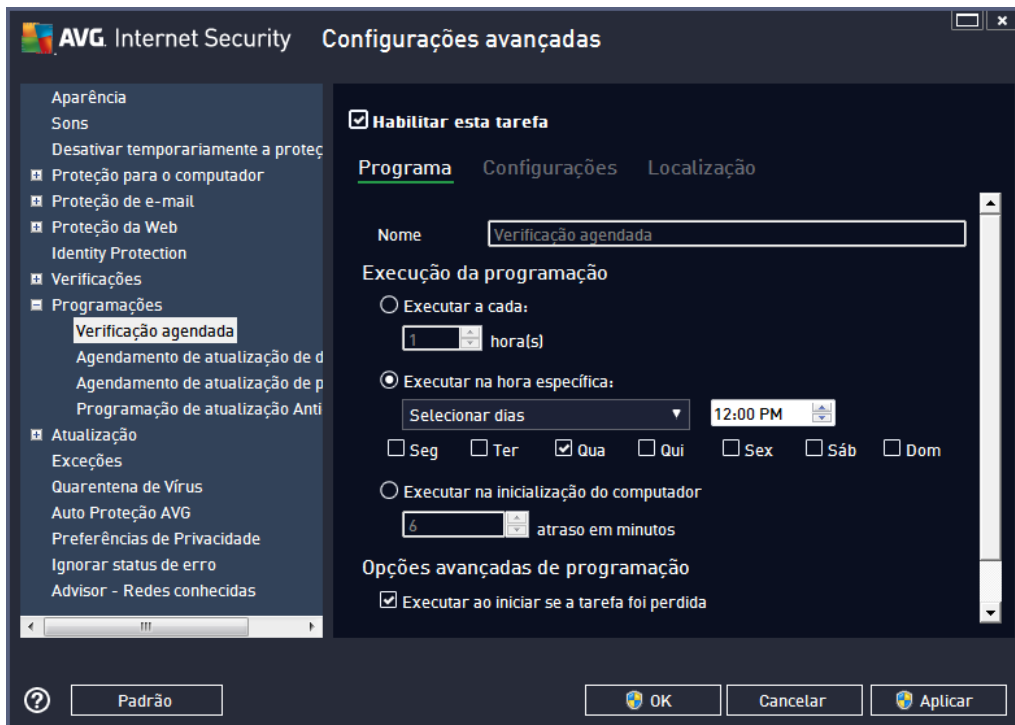 AVG. Internet Security Configurações avançadas
Aparência
Sons
Desativar temporariamente a proteç
Proteção para o computador
Proteção de e-mail
Proteção da Web
Identity Protection
Verificações
Programações
Verificação agendada
Agendamento de atualização de d
Agendamento de atualização de p
Programação de atualização Anti
Atualização
Exceções
Quarentena de Vírus
Auto Proteção AVG
Preferências de Privacidade
Ignorar status de erro
Advisor - Redes conhecidas
Habilitar esta tarefa
Programa Configurações Localização
Nome Verificação agendada
Execução da programação
Executar a cada:
1 hora(s)
Executar na hora específica:
Selecionar dias 12:00 PM
Seg Ter Qua Qui Sex Sáb Dom
Executar na inicialização do computador
6 atraso em minutos
Opções avançadas de programação
Executar ao iniciar se a tarefa foi perdida
? Padrão OK Cancelar Aplicar